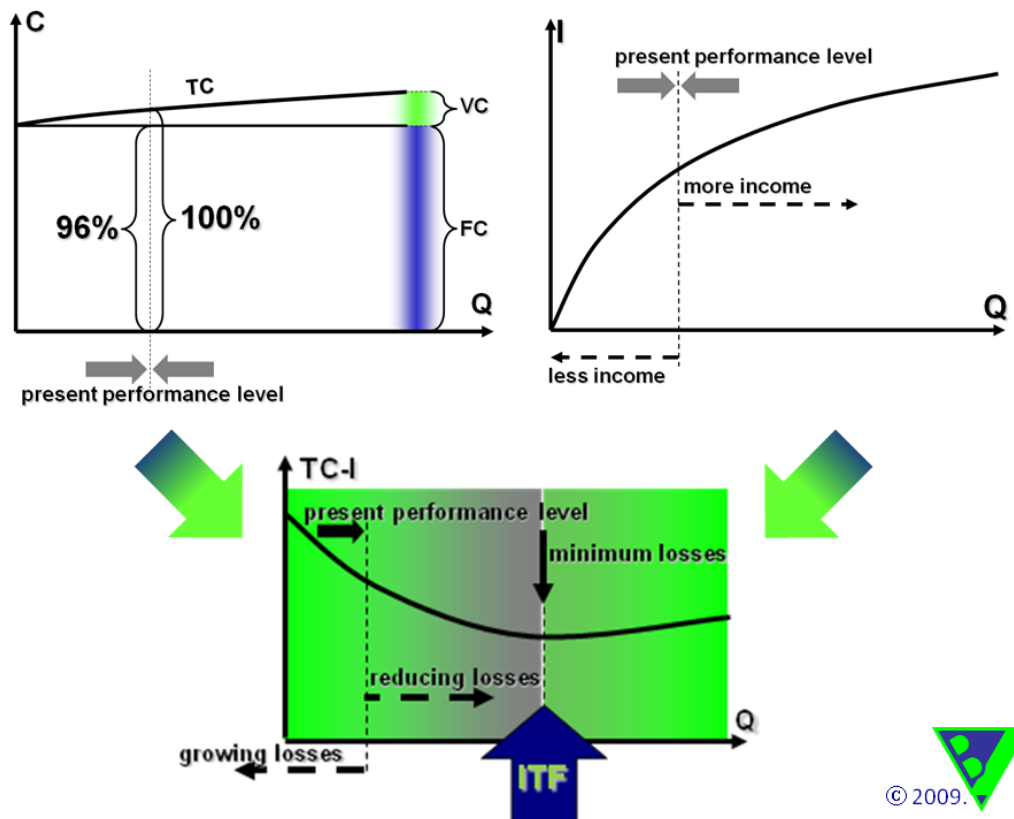 C
TC
VC
96%
100%
FC
Q
present performance level
I
present performance level
more income
Q
less income
TC-I
present performance level
minimum losses
reducing losses
Q
growing losses
ITF
© 2009.